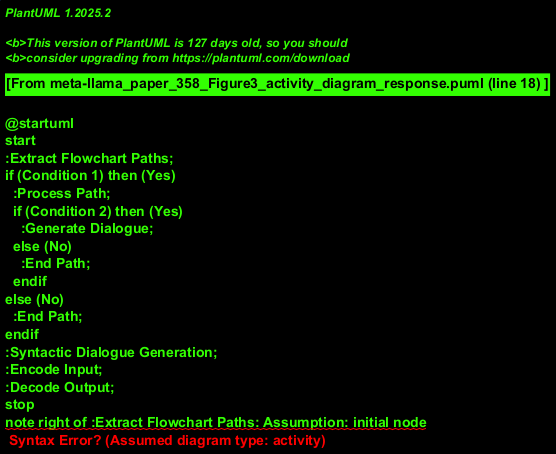 PlantUML 1.2025.2
<b>This version of PlantUML is 127 days old, so you should
<b>consider upgrading from https://plantuml.com/download
[From meta-llama_paper_358_Figure3_activity_diagram_response.puml (line 18) ]
@startuml
start
:Extract Flowchart Paths;
if (Condition 1) then (Yes)
:Process Path;
if (Condition 2) then (Yes)
:Generate Dialogue;
else (No)
:End Path;
endif
else (No)
:End Path;
endif
:Syntactic Dialogue Generation;
:Encode Input;
:Decode Output;
stop
note right of :Extract Flowchart Paths: Assumption: initial node
Syntax Error? (Assumed diagram type: activity)